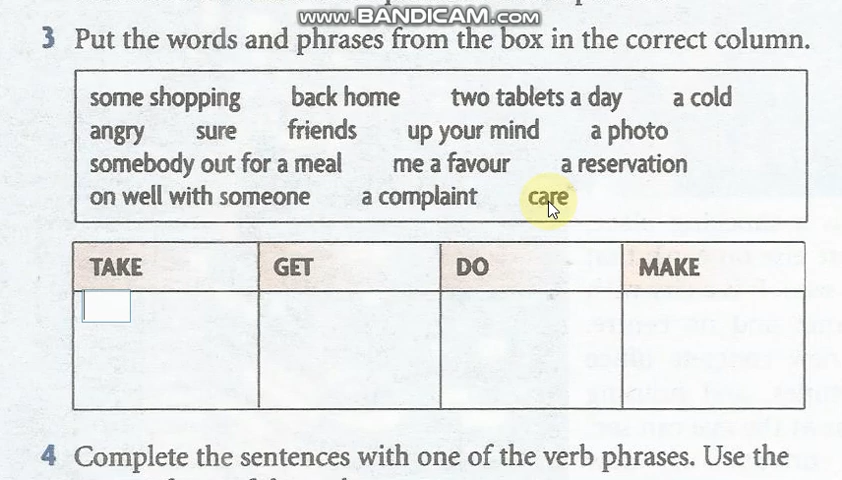 www.BANDICAM.com
3 Put the words and phrases from the box in the correct column.
some shopping back home two tablets a day a cold
angry sure friends up your mind a photo
somebody out for a meal me a favour a reservation
on well with someone a complaint care
TAKE GET DO MAKE
4 Complete the sentences with one of the verb phrases. Use the